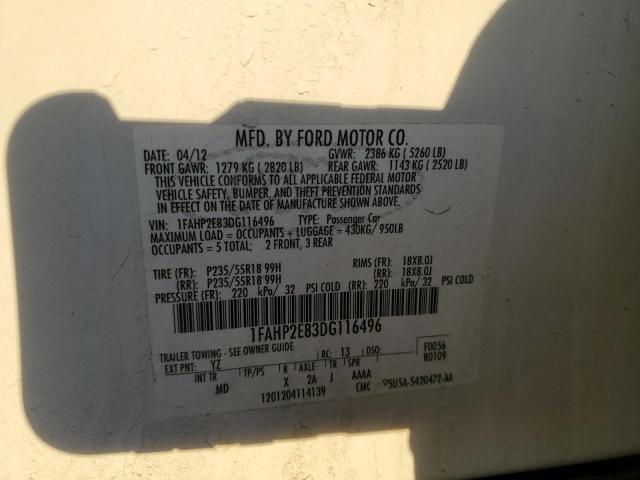 MFD. BY FORD MOTOR CO.
DATE: 04/12 GVWR: 2386 KG ( 5260 LB)
FRONT GAWR: 1279 KG ( 2820 LB) REAR GAWR: 1143 KG ( 2520 LB)
THIS VEHICLE CONFORMS TO ALL APPLICABLE FEDERAL MOTOR
VEHICLE SAFETY, BUMPER, AND THEFT PREVENTION STANDARDS
IN EFFECT ON THE DATE OF MANUFACTURE SHOWN ABOVE.
VIN: 1FAHP2E83DG116496 TYPE: Passenger Car
MAXIMUM LOAD = OCCUPANTS + LUGGAGE = 430KG/ 950LB
OCCUPANTS = 5 TOTAL; 2 FRONT, 3 REAR
TIRE (FR): P235/55R18 99H RIMS (FR): 18X8.0J
(RR): P235/55R18 99H (RR): 18X8.0J
PRESSURE (FR): 220 kPa/ 32 PSI COLD (RR): 220 kPa/ 32 PSI COLD
1FAHP2E83DG116496
TRAILER TOWING - SEE OWNER GUIDE
EXT PNT: YZ RC: 13 DSO: F0056
R0109
INT TR TP/PS R AXLE TR SPR
MD X 2A J AAAA
1201204114139 CMC
5U5A-5420472-AA